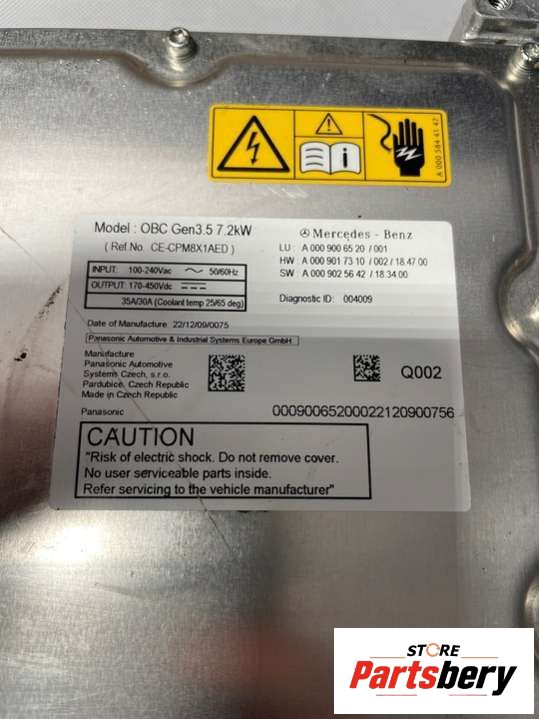 A 000 584 41 47
Model : OBC Gen3.5 7.2kW
( Ref.No. CE-CPM8X1AED )
Mercedes - Benz
LU : A 000 900 65 20 / 001
HW : A 000 901 73 10 / 002 / 18.47.00
SW : A 000 902 56 42 / 18.34.00
INPUT: 100-240Vac 50/60Hz
OUTPUT: 170-450Vdc
35A/30A (Coolant temp 25/65 deg)
Diagnostic ID: 004009
Date of Manufacture: 22/12/09/0075
Panasonic Automotive & Industrial Systems Europe GmbH
Manufacture
Panasonic Automotive
Systems Czech, s.r.o.
Pardubice, Czech Republic
Made in Czech Republic
Q002
Panasonic
00090065200022120900756
CAUTION
"Risk of electric shock. Do not remove cover.
No user serviceable parts inside.
Refer servicing to the vehicle manufacturer"
STORE
Partsbery